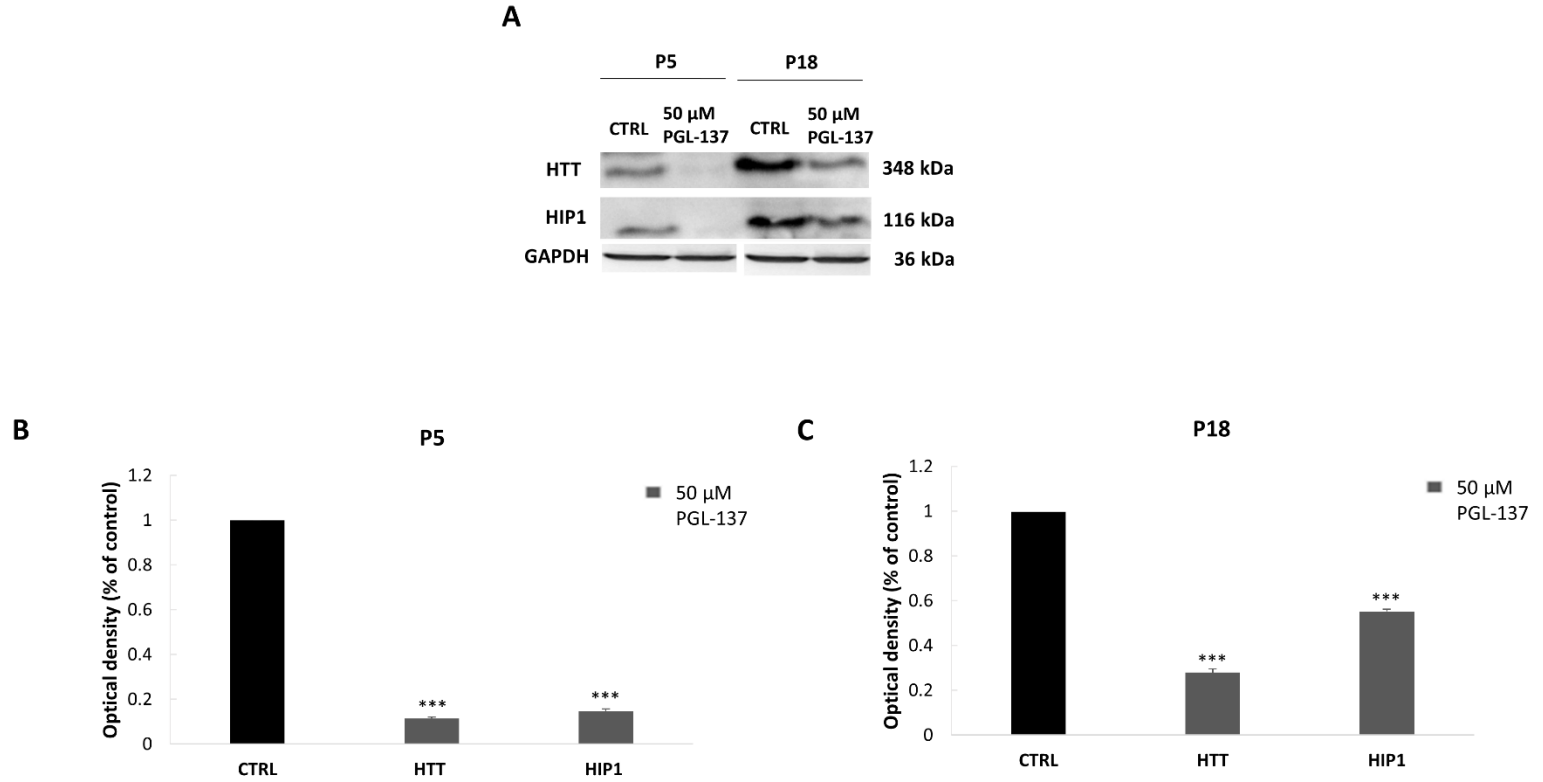 A
P5 P18
CTRL 50 µM PGL-137 CTRL 50 µM PGL-137
HTT 348 kDa
HIP1 116 kDa
GAPDH 36 kDa
B
P5
Optical density (% of control)
1.2
1
0.8
0.6
0.4
0.2
0
***
***
CTRL HTT HIP1
50 µM
PGL-137
C
P18
Optical density (% of control)
1.2
1
0.8
0.6
0.4
0.2
0
***
***
CTRL HTT HIP1
50 µM
PGL-137